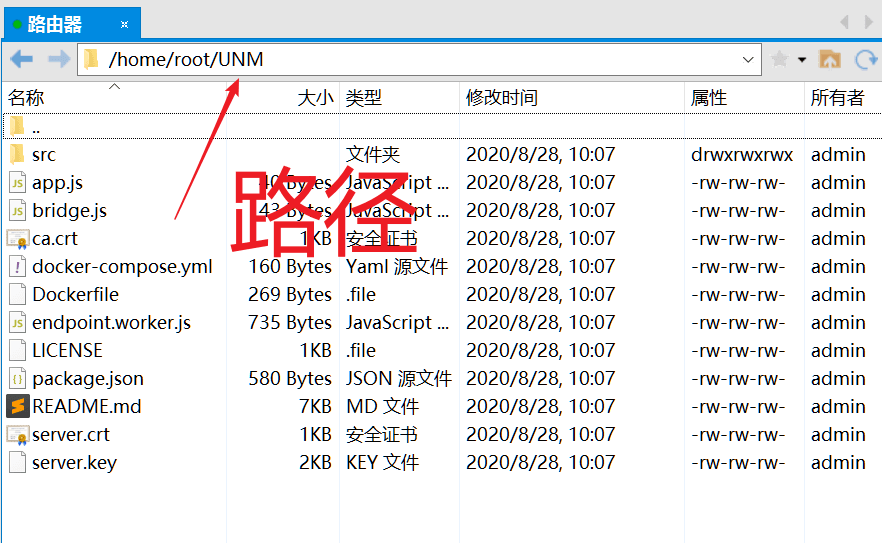 路由器 ×
/home/root/UNM
名称 大小 类型 修改时间 属性 所有者
..
src 文件夹 2020/8/28, 10:07 drwxrwxrwx admin
app.js 40 Bytes JavaScript ... 2020/8/28, 10:07 -rw-rw-rw- admin
bridge.js 43 Bytes JavaScript ... 2020/8/28, 10:07 -rw-rw-rw- admin
路径
ca.crt 1KB 安全证书 2020/8/28, 10:07 -rw-rw-rw- admin
docker-compose.yml 160 Bytes Yaml 源文件 2020/8/28, 10:07 -rw-rw-rw- admin
Dockerfile 269 Bytes .file 2020/8/28, 10:07 -rw-rw-rw- admin
endpoint.worker.js 735 Bytes JavaScript ... 2020/8/28, 10:07 -rw-rw-rw- admin
LICENSE 1KB .file 2020/8/28, 10:07 -rw-rw-rw- admin
package.json 580 Bytes JSON 源文件 2020/8/28, 10:07 -rw-rw-rw- admin
README.md 7KB MD 文件 2020/8/28, 10:07 -rw-rw-rw- admin
server.crt 1KB 安全证书 2020/8/28, 10:07 -rw-rw-rw- admin
server.key 2KB KEY 文件 2020/8/28, 10:07 -rw-rw-rw- admin